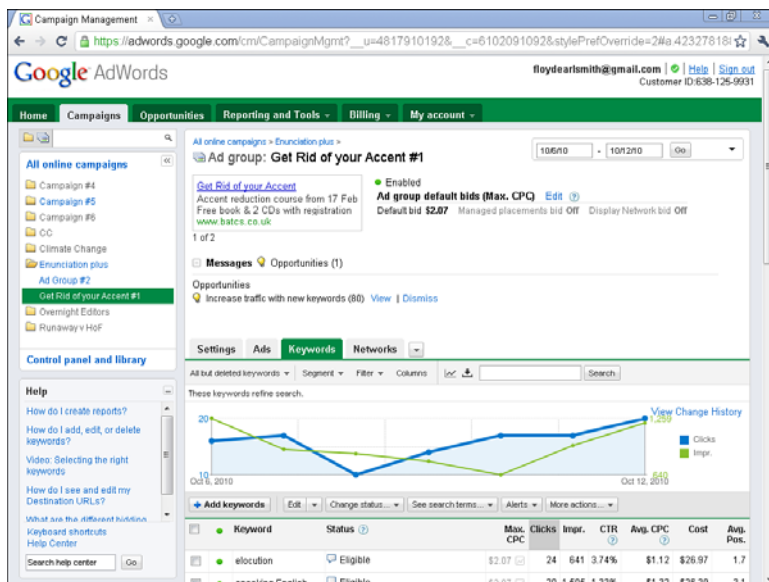 Campaign Management
https://adwords.google.com/cm/CampaignMgmt?__u=4817910192&__c=6102091092&stylePrefOverride=2#a.42327818
Google AdWords
floydearlsmith@gmail.com | Help | Sign out
Customer ID:638-125-9931
Home Campaigns Opportunities Reporting and Tools Billing My account
All online campaigns > Enunciation plus >
Ad group: Get Rid of your Accent #1
10/6/10 - 10/12/10 Go
All online campaigns
Campaign #4
Campaign #5
Campaign #6
CC
Climate Change
Enunciation plus
Ad Group #2
Get Rid of your Accent #1
Overnight Editors
Runaway v HoF
Control panel and library
Help
How do I create reports?
How do I add, edit, or delete
keywords?
Video: Selecting the right
keywords
How do I see and edit my
Destination URLs?
What are the different bidding
Keyboard shortcuts
Help Center
Search help center Go
Get Rid of your Accent
Accent reduction course from 17 Feb
Free book & 2 CDs with registration
www.batcs.co.uk
1 of 2
Enabled
Ad group default bids (Max. CPC) Edit
Default bid $2.07 Managed placements bid Off Display Network bid Off
Messages Opportunities (1)
Opportunities
Increase traffic with new keywords (80) View | Dismiss
Settings Ads Keywords Networks
All but deleted keywords Segment Filter Columns Search
These keywords refine search.
View Change History
20 1,259
Clicks
Impr.
10 640
Oct 6, 2010 Oct 12, 2010
+ Add keywords Edit Change status... See search terms... Alerts More actions...
Keyword Status Max. CPC Clicks Impr. CTR Avg. CPC Cost Avg. Pos.
elocution Eligible $2.07 24 641 3.74% $1.12 $26.97 1.7